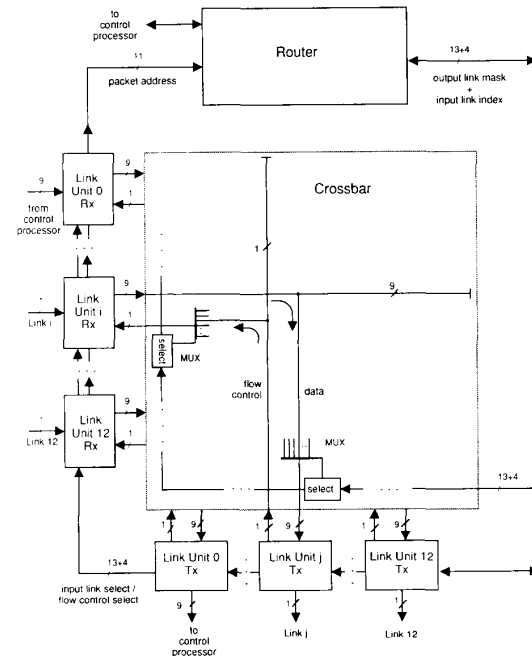 to
control
processor
Router
11
packet address
13+4
output link mask
+
input link index
Link
Unit 0
Rx
9
from
control
processor
9
1
Crossbar
1
Link i
Link
Unit i
Rx
9
1
9
select
MUX
flow
control
data
Link 12
Link
Unit 12
Rx
9
1
MUX
select
13+4
1
9
1
9
1
9
Link Unit 0
Tx
Link Unit j
Tx
Link Unit 12
Tx
13+4
input link select /
flow control select
9
to
control
processor
1
Link j
1
Link 12